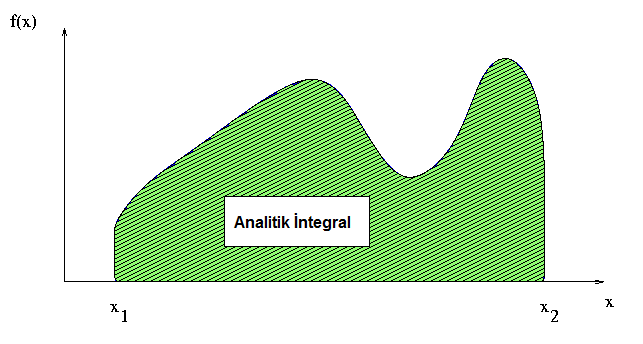 f(x)
Analitik İntegral
x1
x2
x